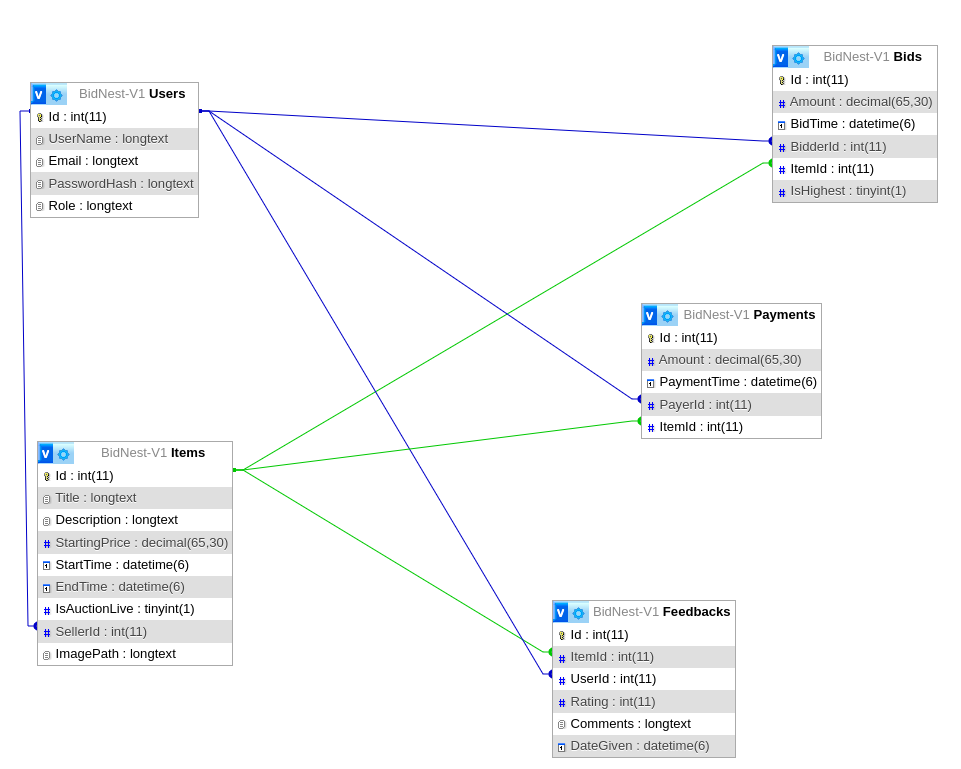 BidNest-V1 Users
Id : int(11)
UserName : longtext
Email : longtext
PasswordHash : longtext
Role : longtext
BidNest-V1 Bids
Id : int(11)
Amount : decimal(65,30)
BidTime : datetime(6)
BidderId : int(11)
ItemId : int(11)
IsHighest : tinyint(1)
BidNest-V1 Payments
Id : int(11)
Amount : decimal(65,30)
PaymentTime : datetime(6)
PayerId : int(11)
ItemId : int(11)
BidNest-V1 Items
Id : int(11)
Title : longtext
Description : longtext
StartingPrice : decimal(65,30)
StartTime : datetime(6)
EndTime : datetime(6)
IsAuctionLive : tinyint(1)
SellerId : int(11)
ImagePath : longtext
BidNest-V1 Feedbacks
Id : int(11)
ItemId : int(11)
UserId : int(11)
Rating : int(11)
Comments : longtext
DateGiven : datetime(6)